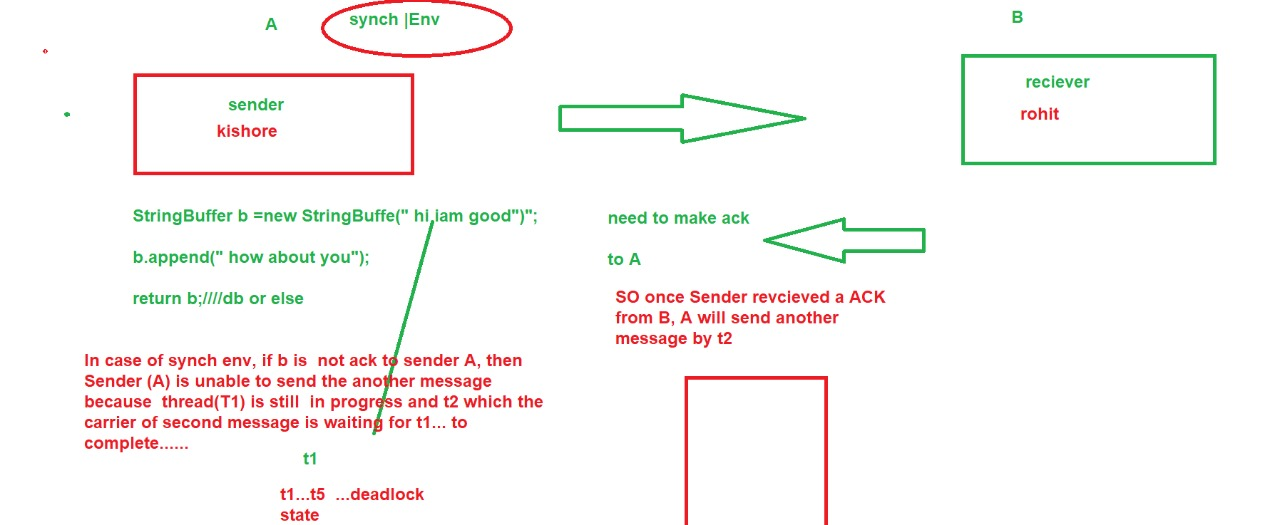 A
synch |Env
B
sender
kishore
reciever
rohit
StringBuffer b =new StringBuffe(" hi,iam good")";
b.append(" how about you");
return b;////db or else
need to make ack
to A
SO once Sender revcieved a ACK
from B, A will send another
message by t2
In case of synch env, if b is  not ack to sender A, then
Sender (A) is unable to send the another message
because  thread(T1) is still  in progress and t2 which the
carrier of second message is waiting for t1... to
complete......
t1
t1...t5  ...deadlock
state